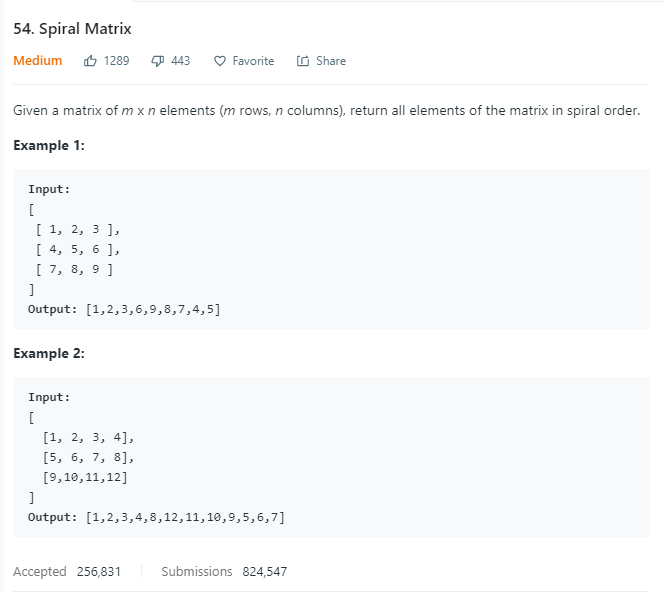 54. Spiral Matrix
Medium 1289 443 Favorite Share
Given a matrix of m x n elements (m rows, n columns), return all elements of the matrix in spiral order.
Example 1:
Input:
[
[ 1, 2, 3 ],
[ 4, 5, 6 ],
[ 7, 8, 9 ]
]
Output: [1,2,3,6,9,8,7,4,5]
Example 2:
Input:
[
[1, 2, 3, 4],
[5, 6, 7, 8],
[9,10,11,12]
]
Output: [1,2,3,4,8,12,11,10,9,5,6,7]
Accepted 256,831 Submissions 824,547